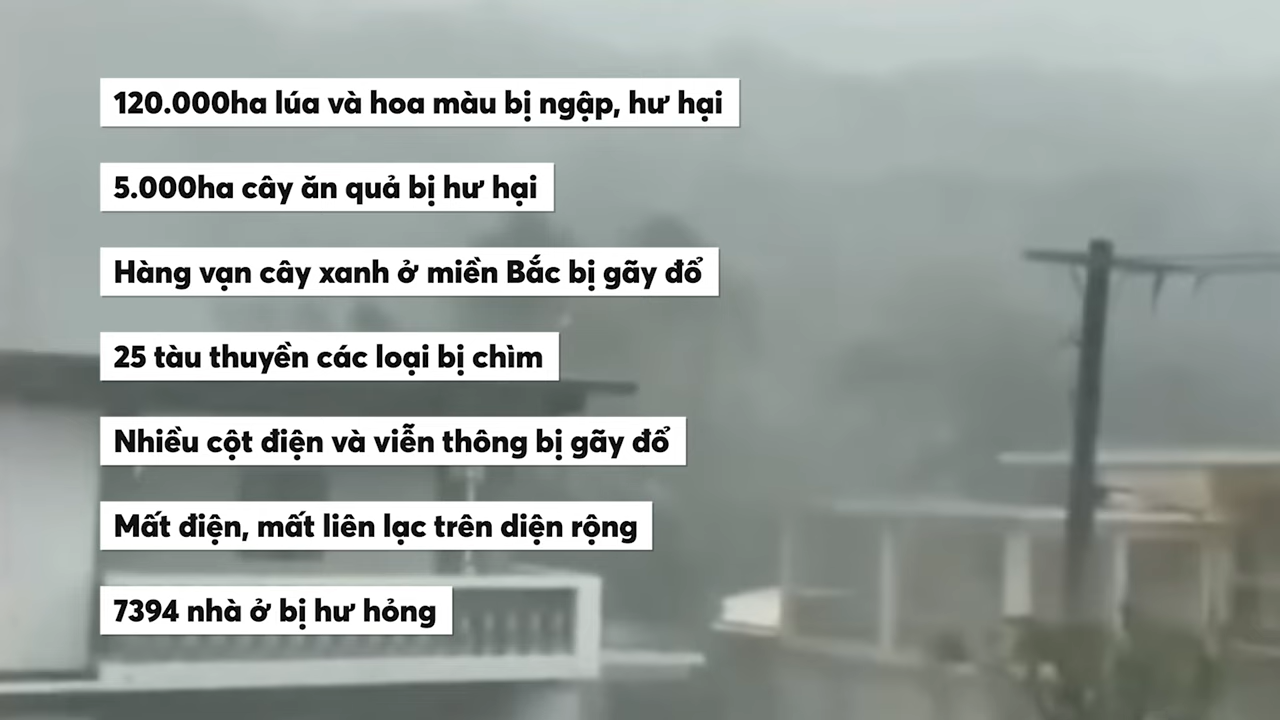 120.000ha lúa và hoa màu bị ngập, hư hại
5.000ha cây ăn quả bị hư hại
Hàng vạn cây xanh ở miền Bắc bị gãy đổ
25 tàu thuyền các loại bị chìm
Nhiều cột điện và viễn thông bị gãy đổ
Mất điện, mất liên lạc trên diện rộng
7394 nhà ở bị hư hỏng